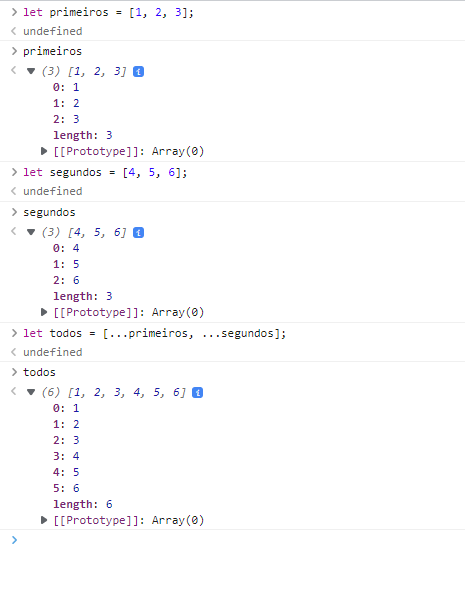 let primeiros = [1, 2, 3];
undefined
primeiros
(3) [1, 2, 3] i
0: 1
1: 2
2: 3
length: 3
[[Prototype]]: Array(0)
let segundos = [4, 5, 6];
undefined
segundos
(3) [4, 5, 6] i
0: 4
1: 5
2: 6
length: 3
[[Prototype]]: Array(0)
let todos = [...primeiros, ...segundos];
undefined
todos
(6) [1, 2, 3, 4, 5, 6] i
0: 1
1: 2
2: 3
3: 4
4: 5
5: 6
length: 6
[[Prototype]]: Array(0)